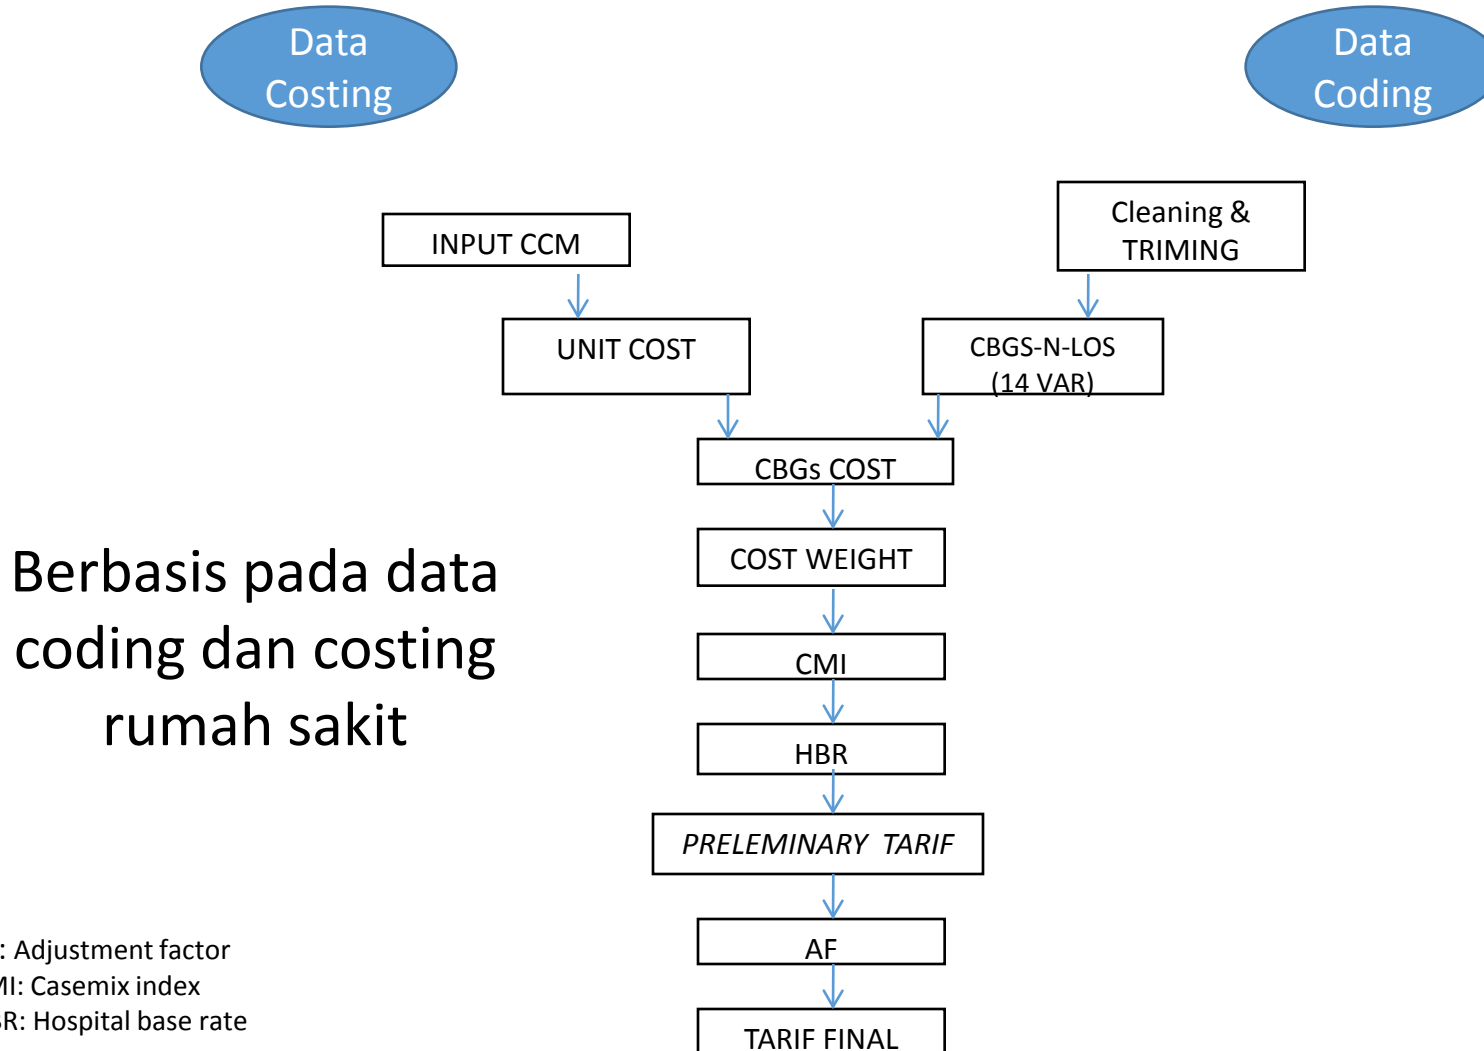 Data
Costing
Data
Coding
INPUT CCM
Cleaning &
TRIMING
UNIT COST
CBGS-N-LOS
(14 VAR)
CBGs COST
COST WEIGHT
CMI
HBR
PRELEMINARY TARIF
AF
TARIF FINAL
Berbasis pada data
coding dan costing
rumah sakit
: Adjustment factor
MI: Casemix index
BR: Hospital base rate